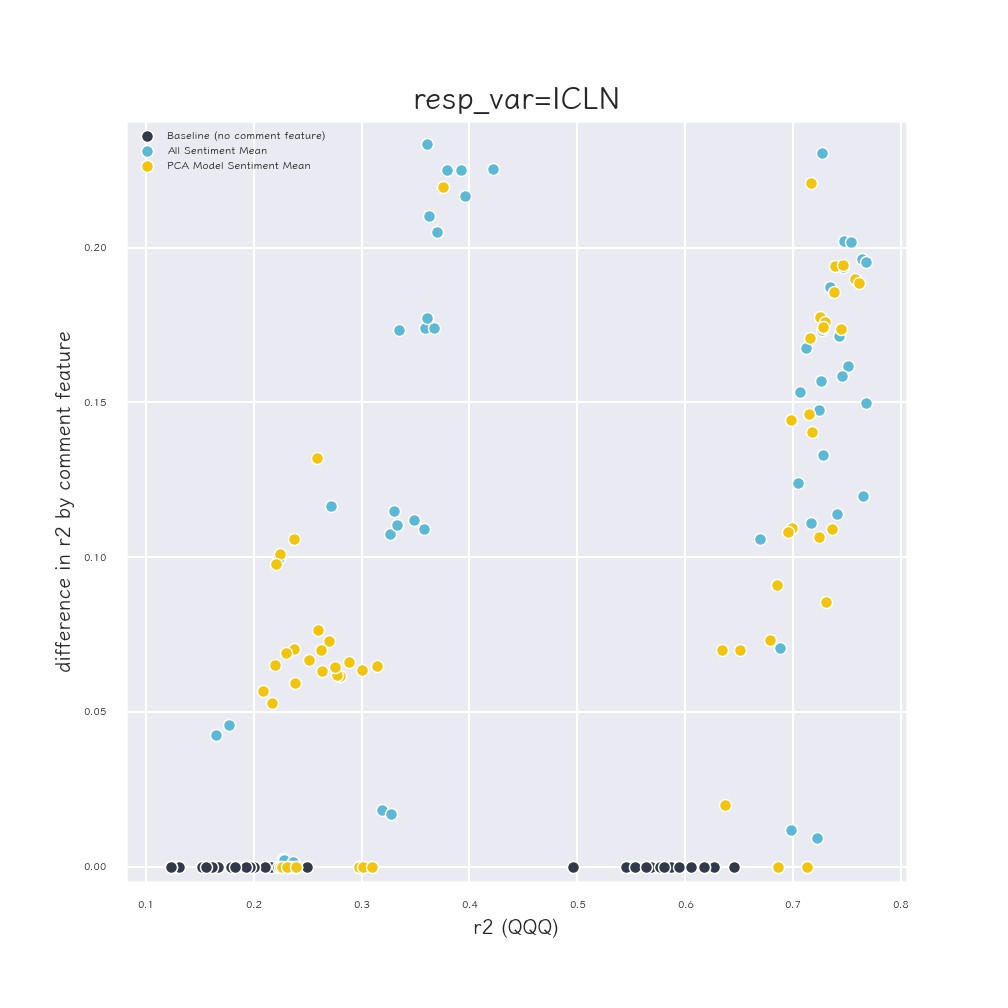 resp_var=ICLN
Baseline (no comment feature)
All Sentiment Mean
PCA Model Sentiment Mean
difference in r2 by comment feature
0.20
0.15
0.10
0.05
0.00
0.1 0.2 0.3 0.4 0.5 0.6 0.7 0.8
r2 (QQQ)